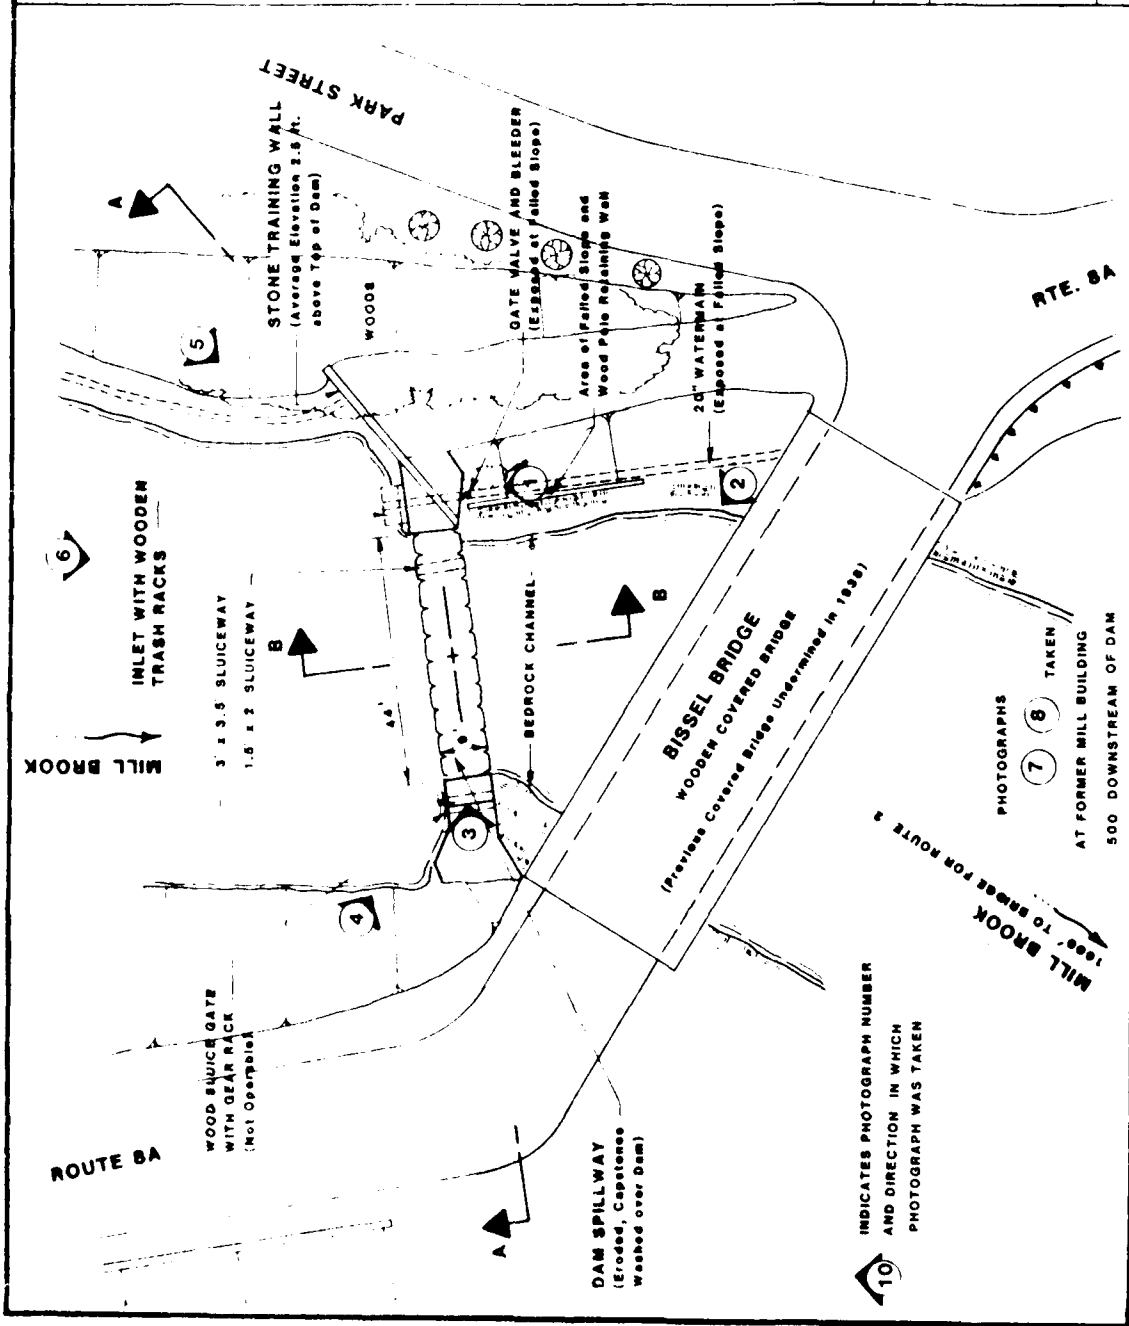 PARK STREET
A
STONE TRAINING WALL
(Average Elevation 2.5 ft.
above Top of Dam)
WOODS
GATE VALVE AND BLEEDER
(Exposed at Failed Slope)
Area of Failed Slope and
Wood Pole Retaining Wall
20" WATERMAIN
(Exposed at Failed Slope)
RTE. 8A
5
6
INLET WITH WOODEN
TRASH RACKS
3' x 3.5' SLUICEWAY
1.5' x 2' SLUICEWAY
MILL BROOK
B
44'
1
2
BEDROCK CHANNEL
B
3
4
BISSEL BRIDGE
WOODEN COVERED BRIDGE
(Previous Covered Bridge Undermined in 1936)
WOOD SLUICE GATE
WITH GEAR RACK
(Not Operable)
ROUTE 8A
A
DAM SPILLWAY
(Eroded, Capstones
Washed over Dam)
MILL BROOK
1000' TO BRIDGE FOR ROUTE 2
PHOTOGRAPHS
7 8 TAKEN
AT FORMER MILL BUILDING
500 DOWNSTREAM OF DAM
10
INDICATES PHOTOGRAPH NUMBER
AND DIRECTION IN WHICH
PHOTOGRAPH WAS TAKEN